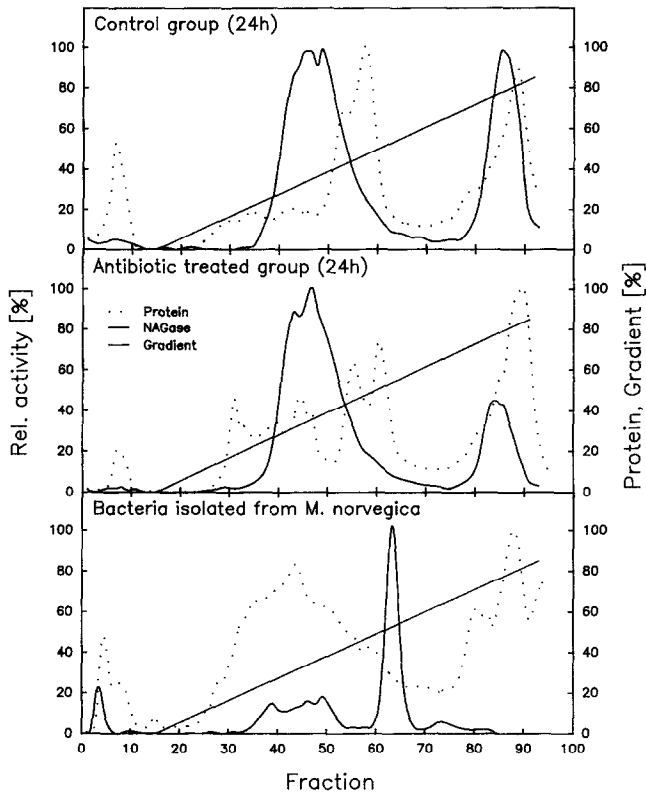 Control group (24h)
100 100
80 80
60 60
40 40
20 20
0 0
Antibiotic treated group (24h)
Protein
NAGase
Gradient
100 100
80 80
60 60
40 40
20 20
0 0
Rel. activity [%]
Protein, Gradient [%]
Bacteria isolated from M. norvegica
100 100
80 80
60 60
40 40
20 20
0 0
0 10 20 30 40 50 60 70 80 90 100
Fraction